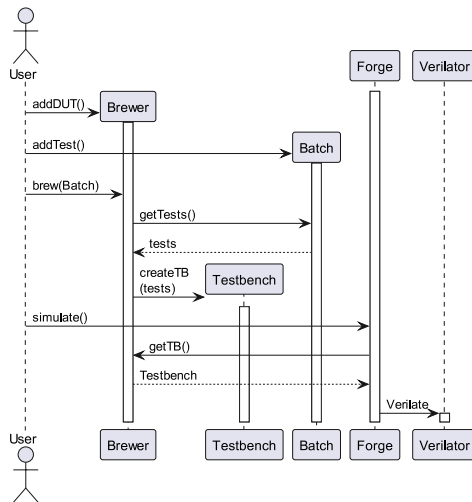 User
Forge
Verilator
addDUT()
Brewer
addTest()
Batch
brew(Batch)
getTests()
tests
createTB
(tests)
Testbench
simulate()
getTB()
Testbench
Verilate
User
Brewer
Testbench
Batch
Forge
Verilator